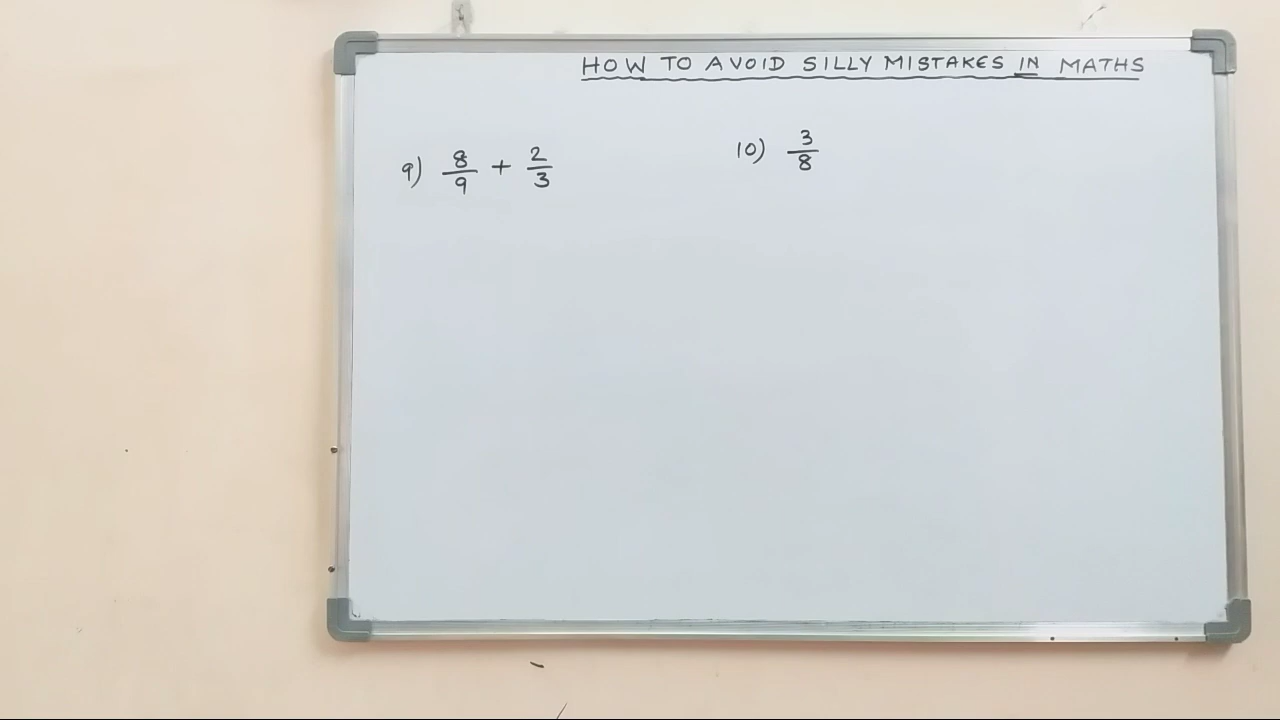 HOW TO AVOID SILLY MISTAKES IN MATHS
9) 8/9 + 2/3
10) 3/8